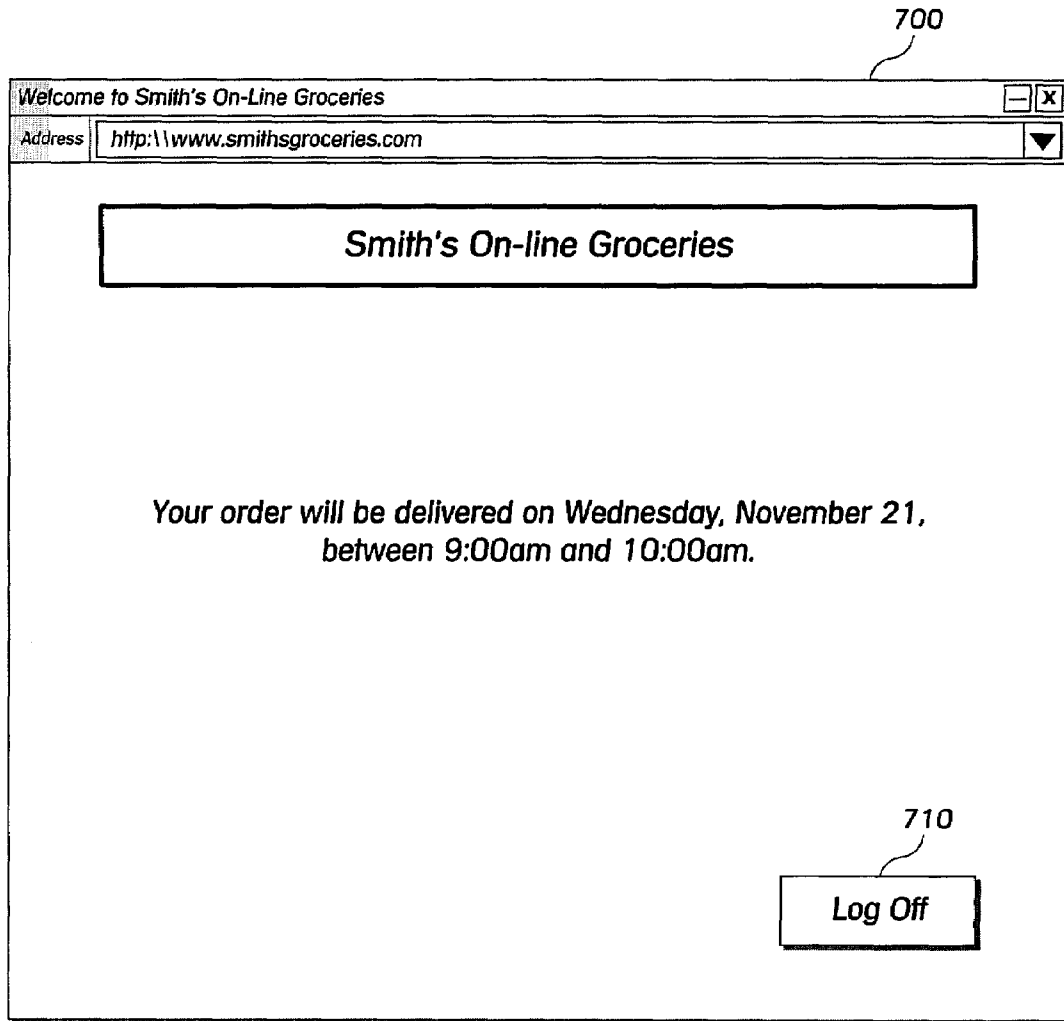 700
Welcome to Smith's On-Line Groceries
Address http:\\www.smithsgroceries.com
Smith's On-line Groceries
Your order will be delivered on Wednesday, November 21,
between 9:00am and 10:00am.
710
Log Off